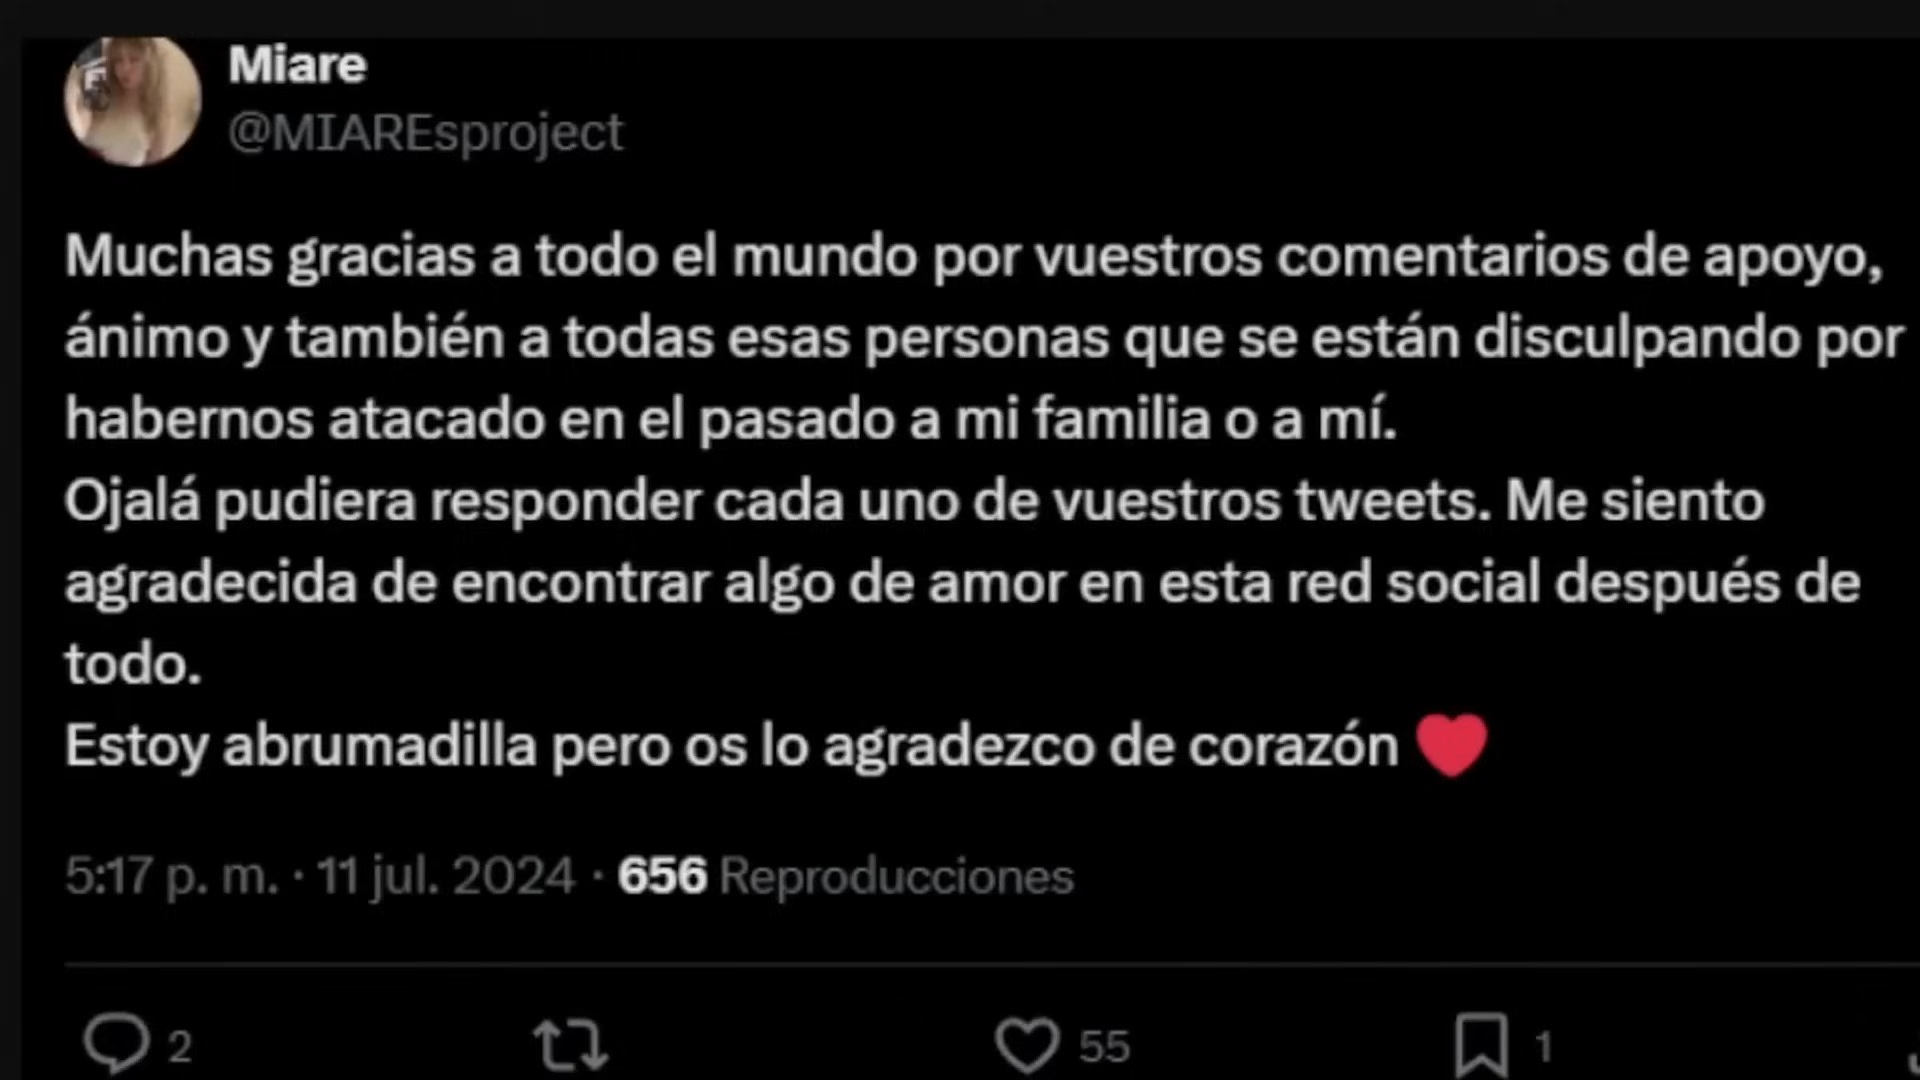 Miare
@MIAREsproject
Muchas gracias a todo el mundo por vuestros comentarios de apoyo,
ánimo y también a todas esas personas que se están disculpando por
habernos atacado en el pasado a mi familia o a mí.
Ojalá pudiera responder cada uno de vuestros tweets. Me siento
agradecida de encontrar algo de amor en esta red social después de
todo.
Estoy abrumadilla pero os lo agradezco de corazón ❤️
5:17 p. m. · 11 jul. 2024 · 656 Reproducciones
2 55 1